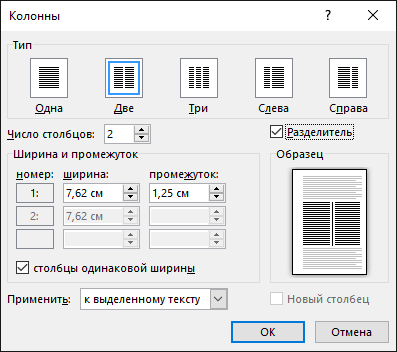 Колонны
?
Тип
Одна
Две
Три
Слева
Справа
Число столбцов: 2
Разделитель
Ширина и промежуток
номер: ширина: промежуток:
1: 7,62 см 1,25 см
2: 7,62 см
столбцы одинаковой ширины
Образец
Применить: к выделенному тексту
Новый столбец
ОК
Отмена